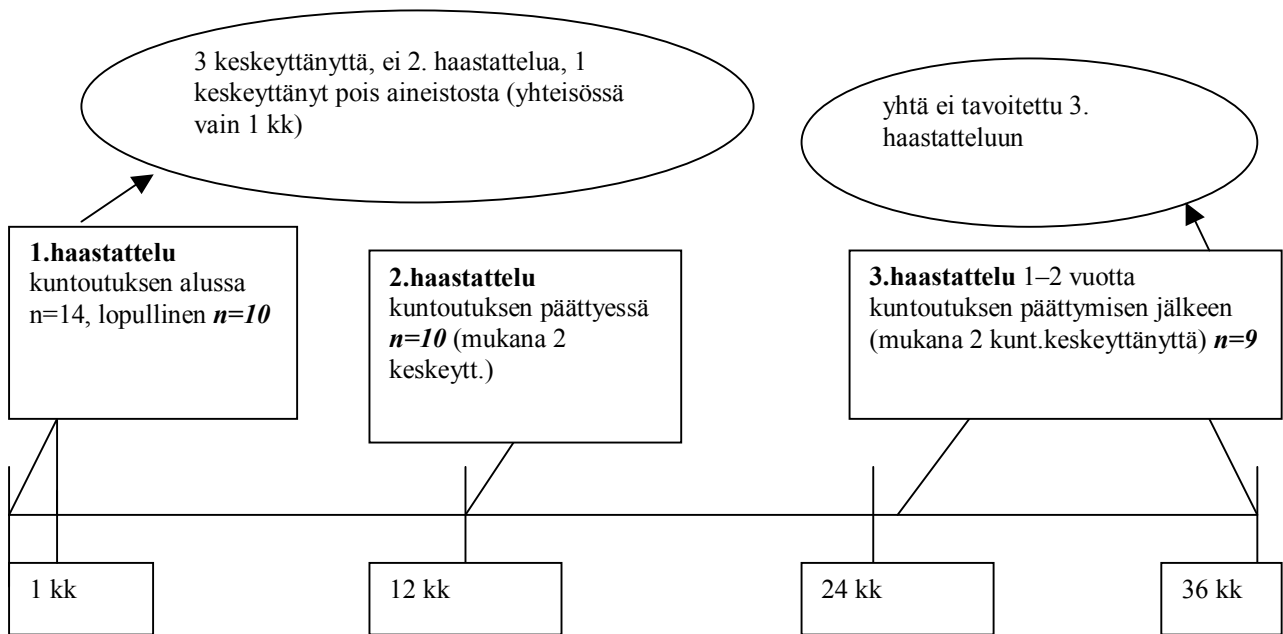 3 keskeyttänyttä, ei 2. haastattelua, 1
keskeyttänyt pois aineistosta (yhteisössä
vain 1 kk)
yhtä ei tavoitettu 3.
haastatteluun
1.haastattelu
kuntoutuksen alussa
n=14, lopullinen n=10
2.haastattelu
kuntoutuksen päättyessä
n=10 (mukana 2
keskeytt.)
3.haastattelu 1–2 vuotta
kuntoutuksen päättymisen jälkeen
(mukana 2 kunt.keskeyttänyttä) n=9
1 kk
12 kk
24 kk
36 kk